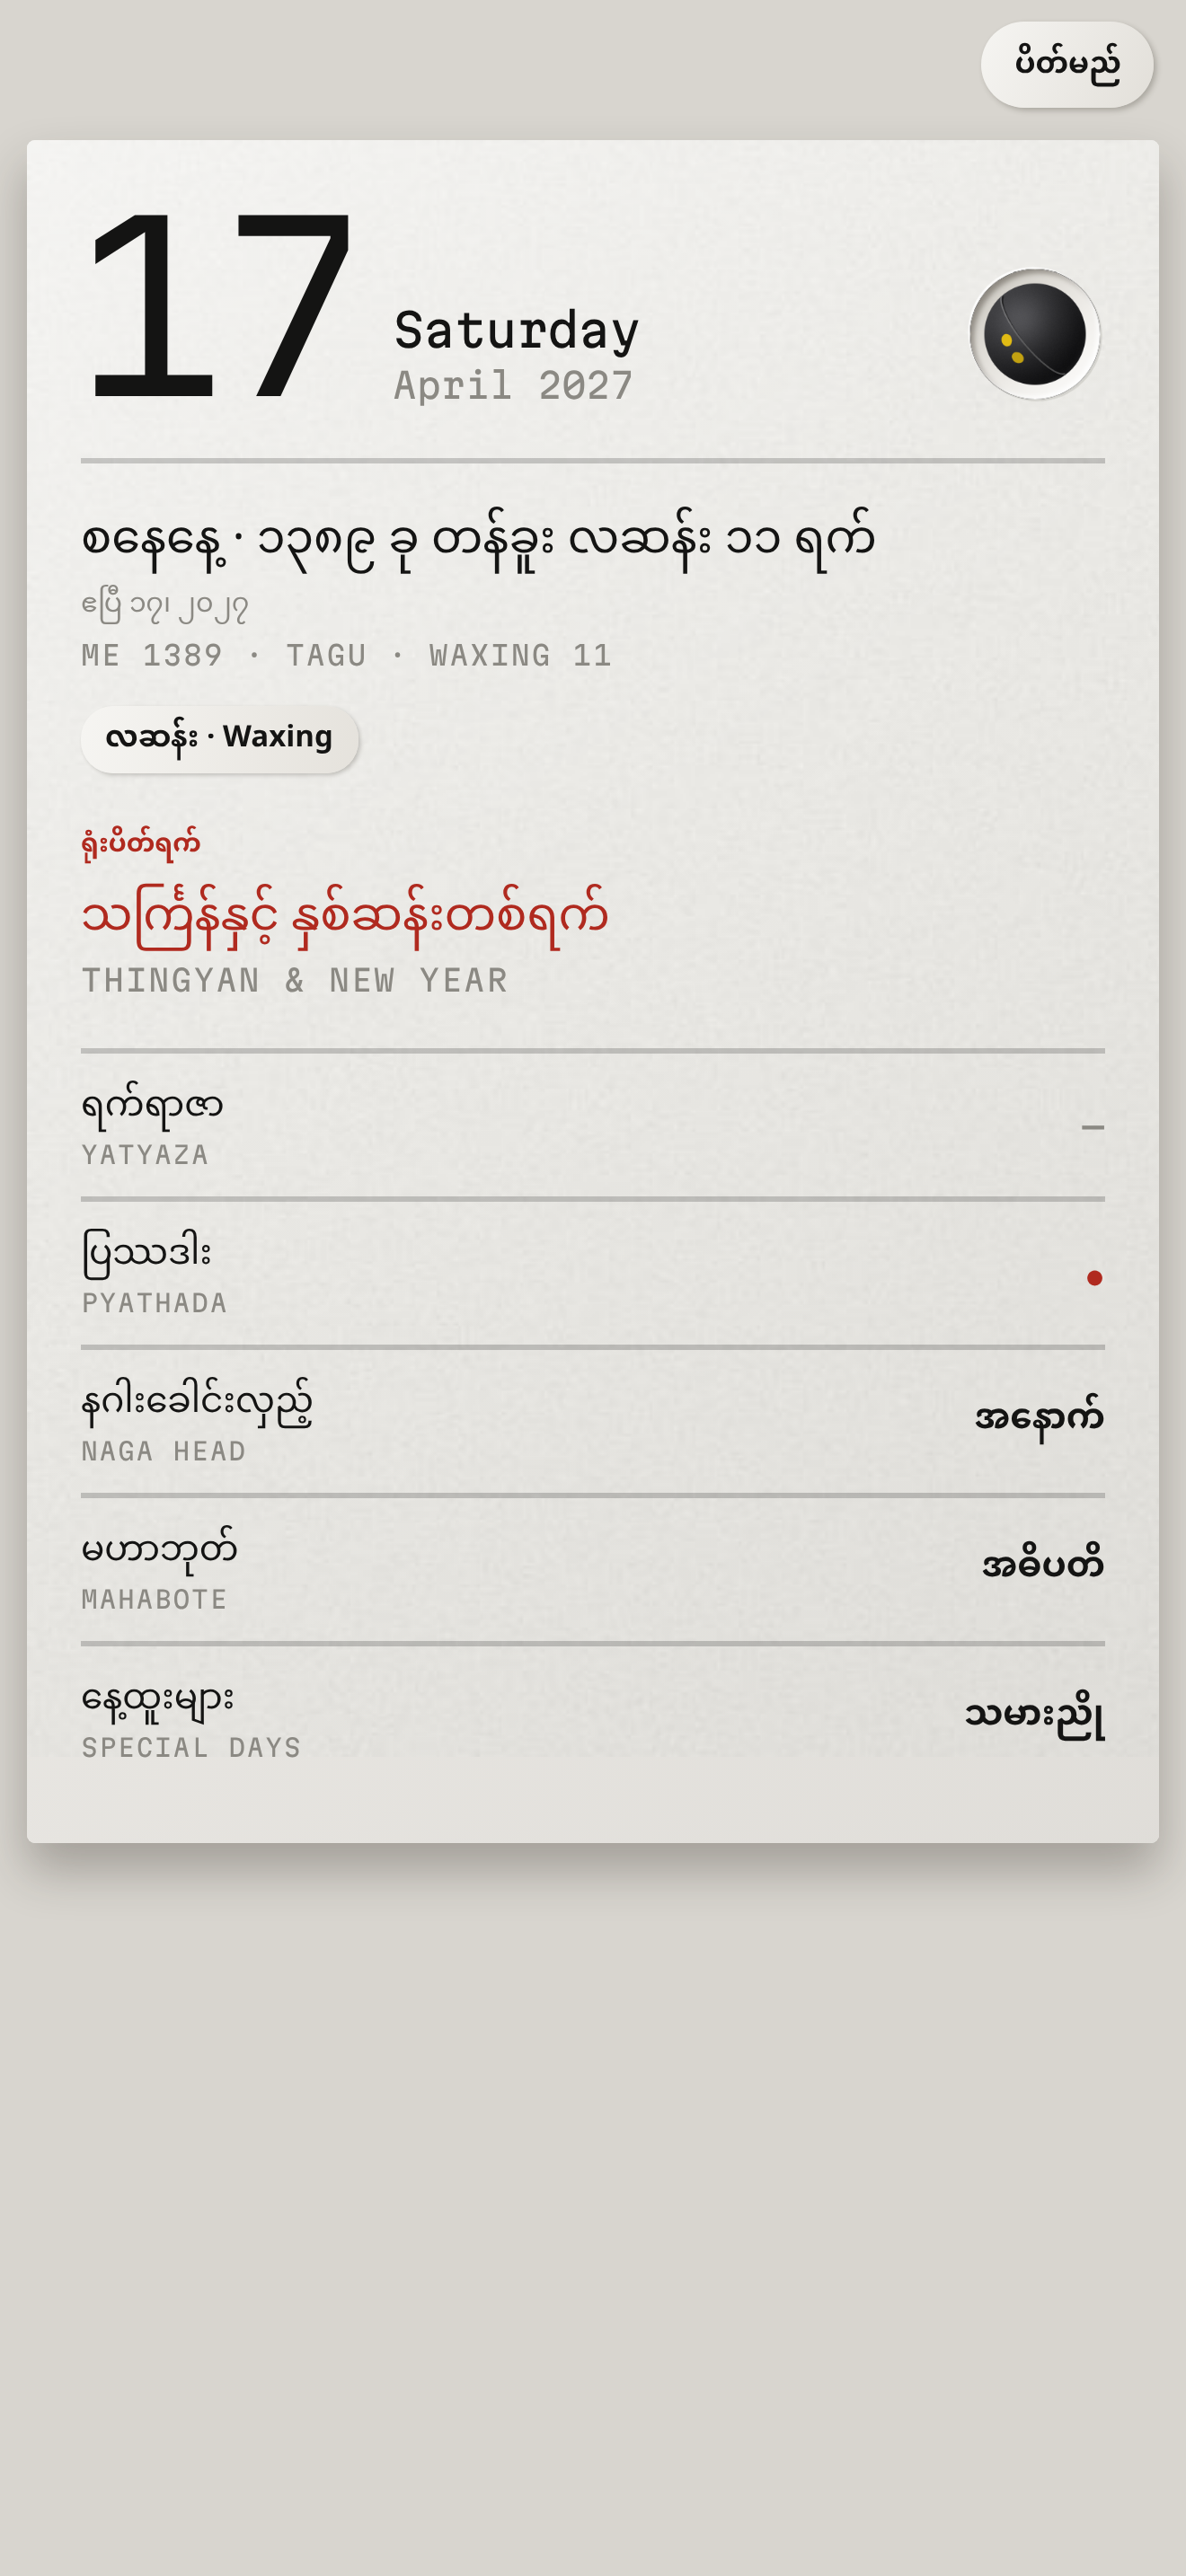 ပိတ်မည်
17
Saturday
April 2027
စနေနေ့ · ၁၃၈၉ ခု တန်ခူး လဆန်း ၁၁ ရက်
ဧပြီ ၁၇၊ ၂၀၂၇
ME 1389 · TAGU · WAXING 11
လဆန်း · Waxing
ရုံးပိတ်ရက်
သင်္ကြန်နှင့် နှစ်ဆန်းတစ်ရက်
THINGYAN & NEW YEAR
ရက်ရာဇာ
YATYAZA
–
ပြဿဒါး
PYATHADA
•
နဂါးခေါင်းလှည့်
NAGA HEAD
အနောက်
မဟာဘုတ်
MAHABOTE
အဓိပတိ
နေ့ထူးများ
SPECIAL DAYS
သမားညို